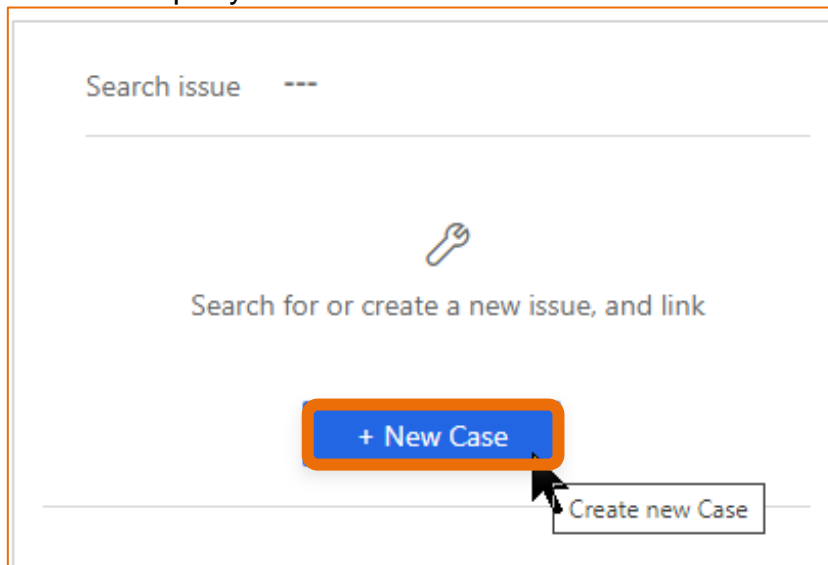 Search issue ---
Search for or create a new issue, and link
+ New Case
Create new Case